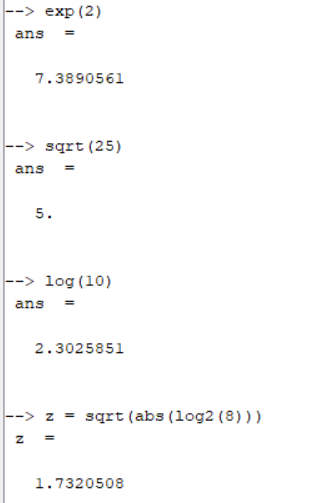 --> exp(2)
ans  =
7.3890561
--> sqrt(25)
ans  =
5.
--> log(10)
ans  =
2.3025851
--> z = sqrt(abs(log2(8)))
z  =
1.7320508